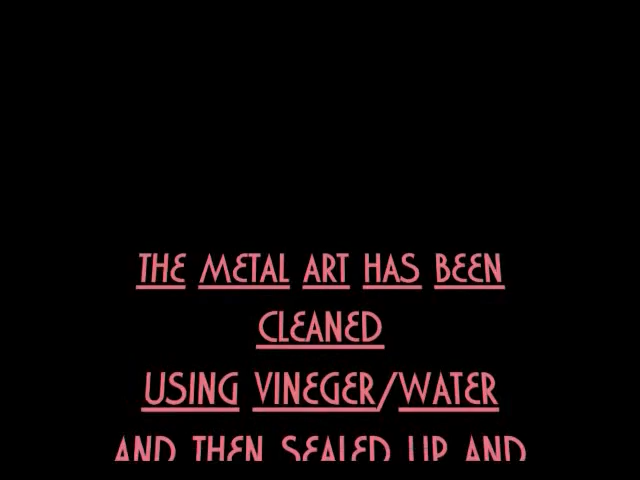 THE METAL ART HAS BEEN
CLEANED
USING VINEGER/WATER
AND THEN SEALED UP AND